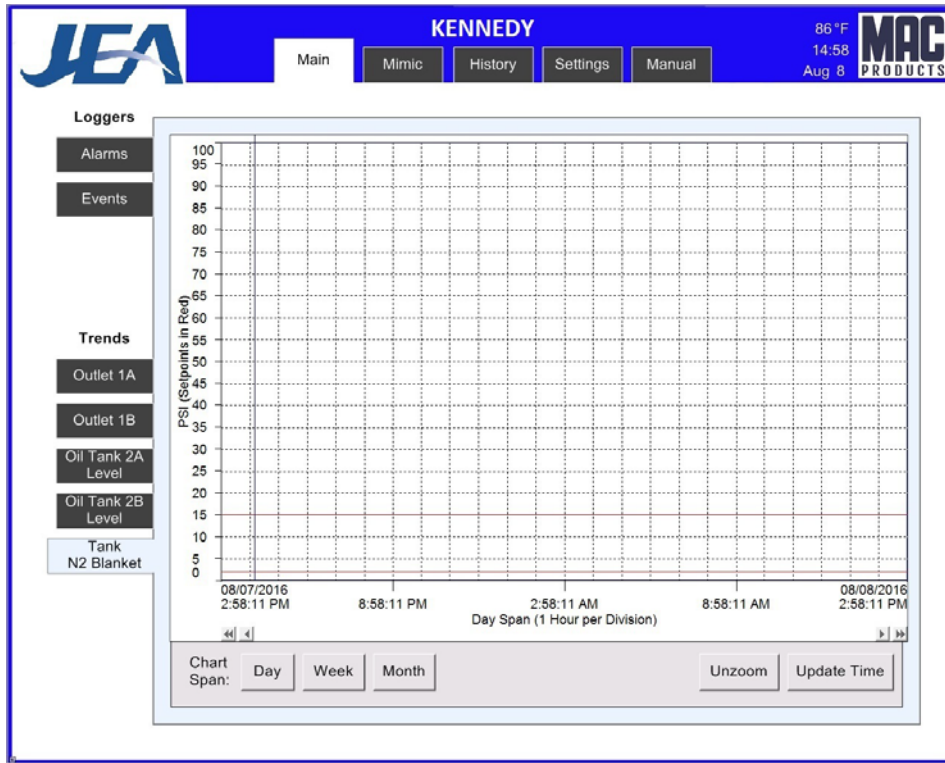 JEA
KENNEDY
86°F
14:58
Aug 8
MAC
PRODUCTS
Main
Mimic
History
Settings
Manual
Loggers
Alarms
Events
Trends
Outlet 1A
Outlet 1B
Oil Tank 2A
Level
Oil Tank 2B
Level
Tank
N2 Blanket
PSI (Setpoints in Red)
100
95
90
85
80
75
70
65
60
55
50
45
40
35
30
25
20
15
10
5
0
08/07/2016
2:58:11 PM
8:58:11 PM
2:58:11 AM
8:58:11 AM
08/08/2016
2:58:11 PM
Day Span (1 Hour per Division)
Chart
Span:
Day
Week
Month
Unzoom
Update Time